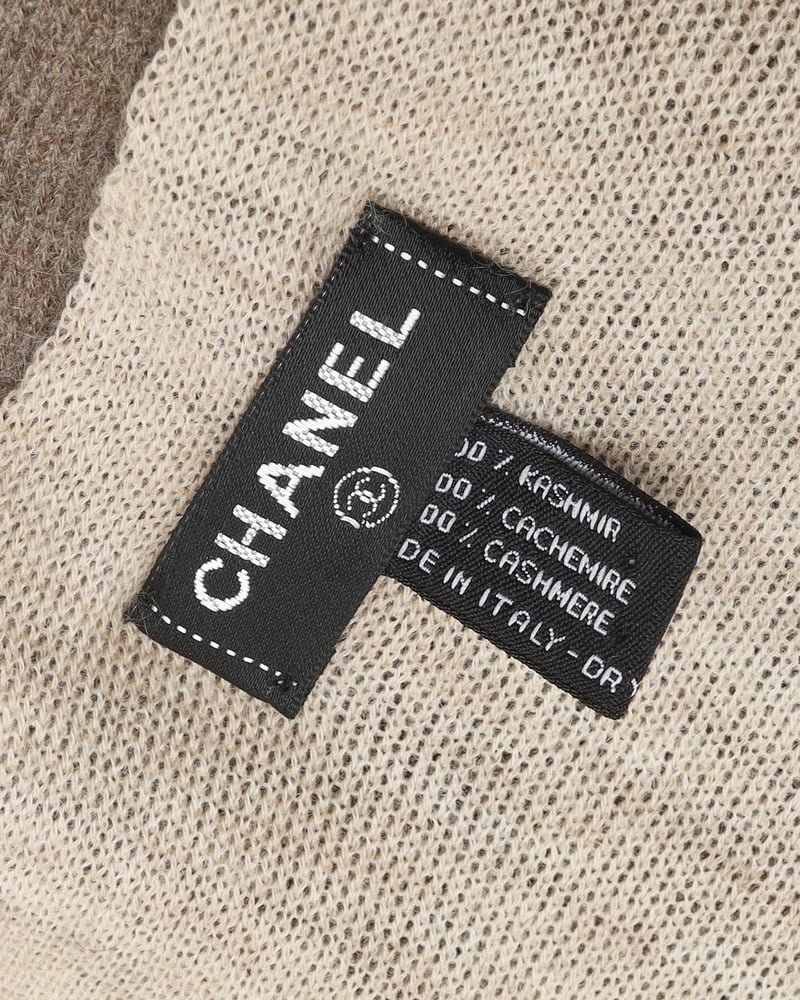 CHANEL
00 % KASHMIR
00 % CACHEMIRE
00 % CASHMERE
DE IN ITALY - DR